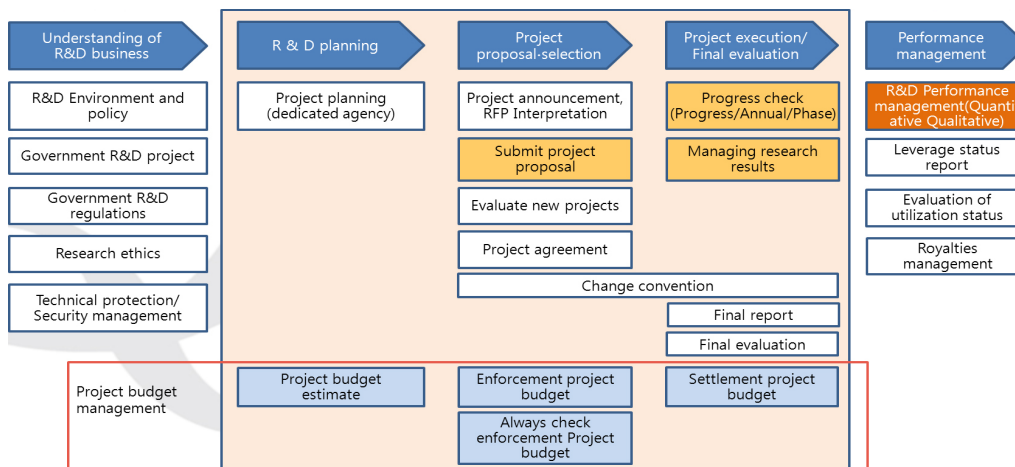 Understanding of
R&D business
R & D planning
Project
proposal·selection
Project execution/
Final evaluation
Performance
management
R&D Environment and
policy
Government R&D project
Government R&D
regulations
Research ethics
Technical protection/
Security management
Project planning
(dedicated agency)
Project announcement,
RFP Interpretation
Submit project
proposal
Evaluate new projects
Project agreement
Change convention
Progress check
(Progress/Annual/Phase)
Managing research
results
Final report
Final evaluation
R&D Performance
management(Quanti
ative Qualitative)
Leverage status
report
Evaluation of
utilization status
Royalties
management
Project budget
management
Project budget
estimate
Enforcement project
budget
Always check
enforcement Project
budget
Settlement project
budget